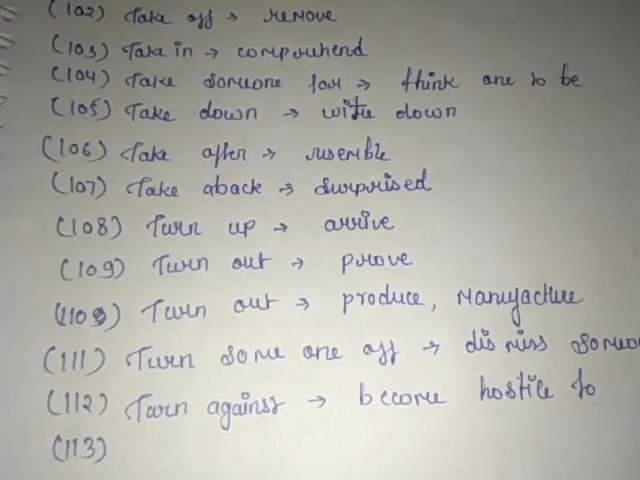 (102) Take off → remove
(103) Take in → comprehend
(104) Take someone for → think one to be
(105) Take down → write down
(106) Take after → resemble
(107) Take aback → surprised
(108) Turn up → arrive
(109) Turn out → prove
(110) Turn out → produce, Manufacture
(111) Turn some one off → dismiss someo
(112) Turn against → become hostile to
(113)